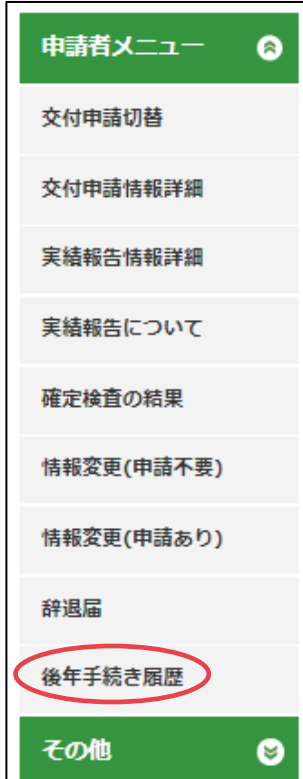 申請者メニュー
交付申請切替
交付申請情報詳細
実績報告情報詳細
実績報告について
確定検査の結果
情報変更(申請不要)
情報変更(申請あり)
辞退届
後年手続き履歴
その他